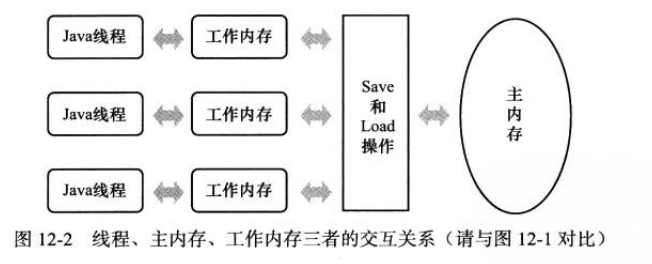 Java线程
工作内存
Java线程
工作内存
Java线程
工作内存
Save
和
Load
操作
主
内
存
图 12-2 线程、主内存、工作内存三者的交互关系（请与图 12-1 对比）